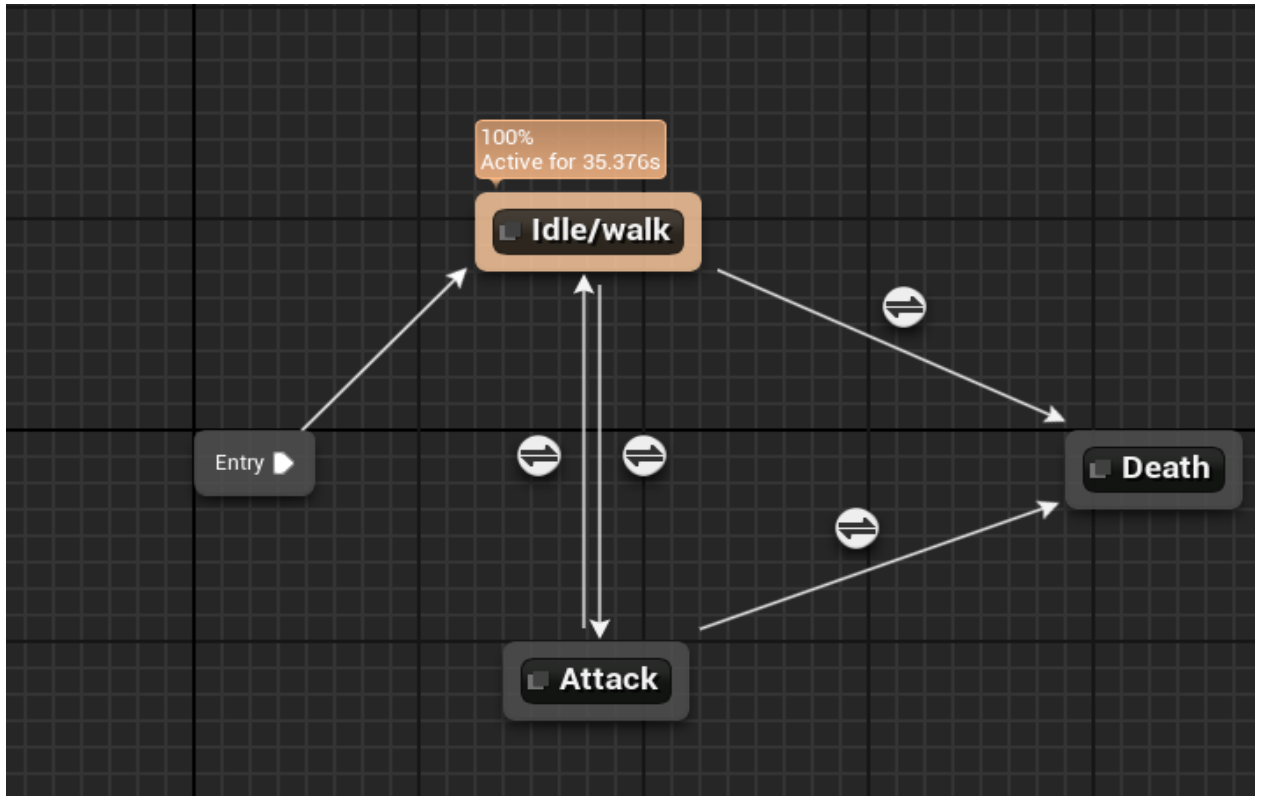 100%
Active for 35.376s
Idle/walk
Entry
Death
Attack